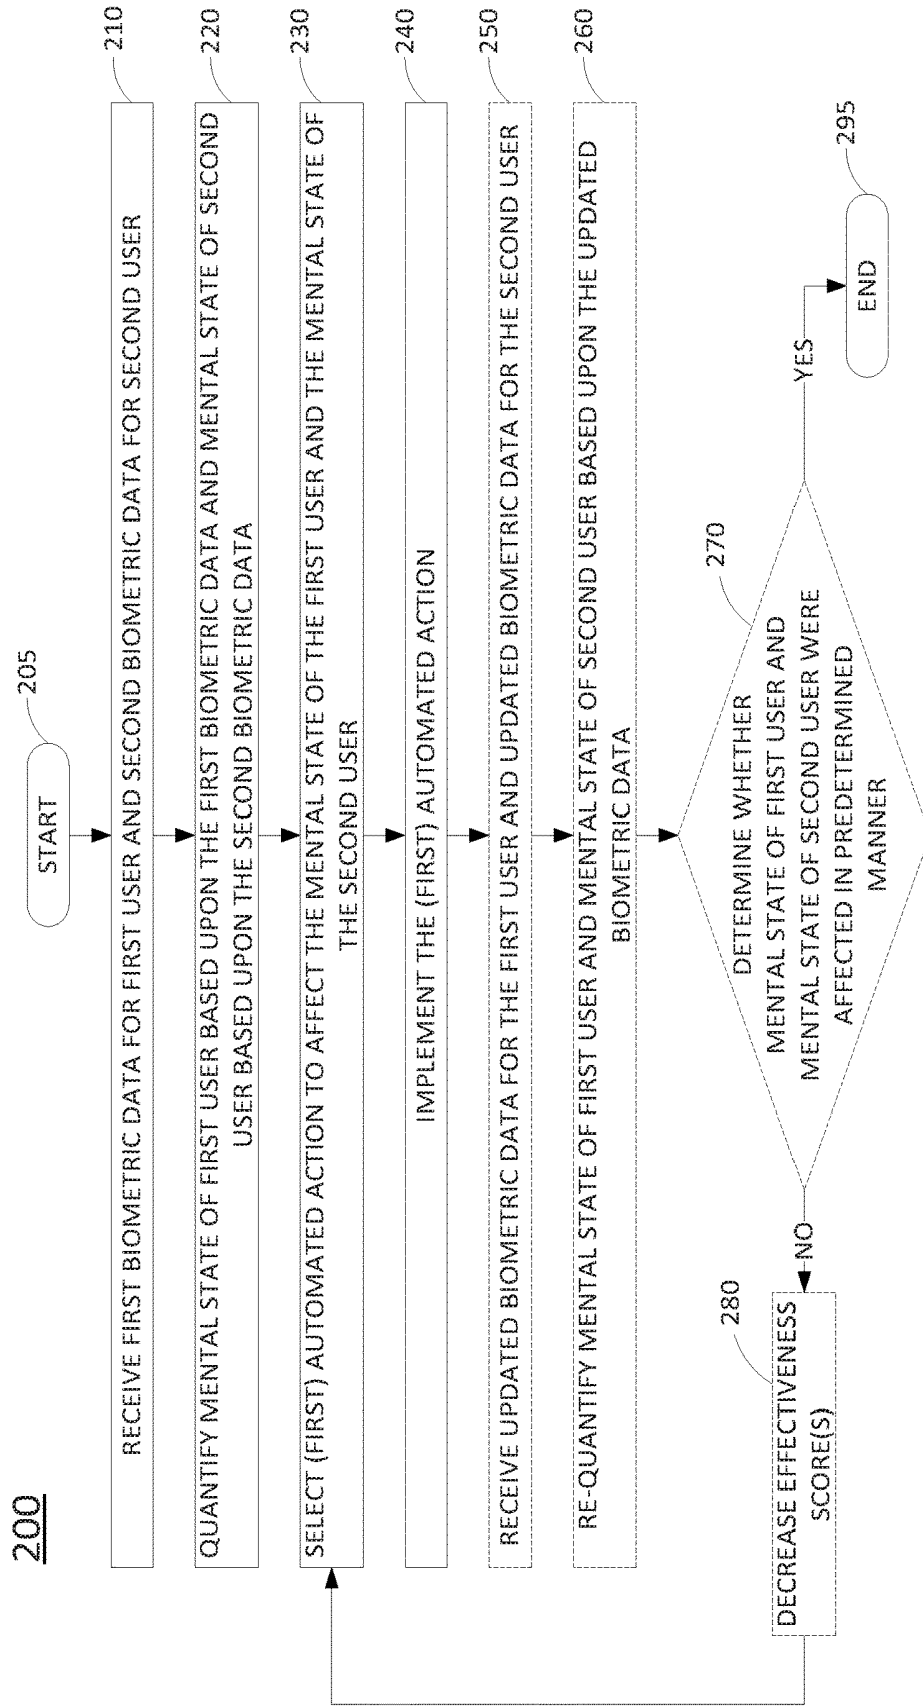 200
START
205
RECEIVE FIRST BIOMETRIC DATA FOR FIRST USER AND SECOND BIOMETRIC DATA FOR SECOND USER
210
QUANTIFY MENTAL STATE OF FIRST USER BASED UPON THE FIRST BIOMETRIC DATA AND MENTAL STATE OF SECOND
USER BASED UPON THE SECOND BIOMETRIC DATA
220
SELECT (FIRST) AUTOMATED ACTION TO AFFECT THE MENTAL STATE OF THE FIRST USER AND THE MENTAL STATE OF
THE SECOND USER
230
IMPLEMENT THE (FIRST) AUTOMATED ACTION
240
RECEIVE UPDATED BIOMETRIC DATA FOR THE FIRST USER AND UPDATED BIOMETRIC DATA FOR THE SECOND USER
250
RE-QUANTIFY MENTAL STATE OF FIRST USER AND MENTAL STATE OF SECOND USER BASED UPON THE UPDATED
BIOMETRIC DATA
260
DETERMINE WHETHER
MENTAL STATE OF FIRST USER AND
MENTAL STATE OF SECOND USER WERE
AFFECTED IN PREDETERMINED
MANNER
270
NO
YES
DECREASE EFFECTIVENESS
SCORE(S)
280
END
295